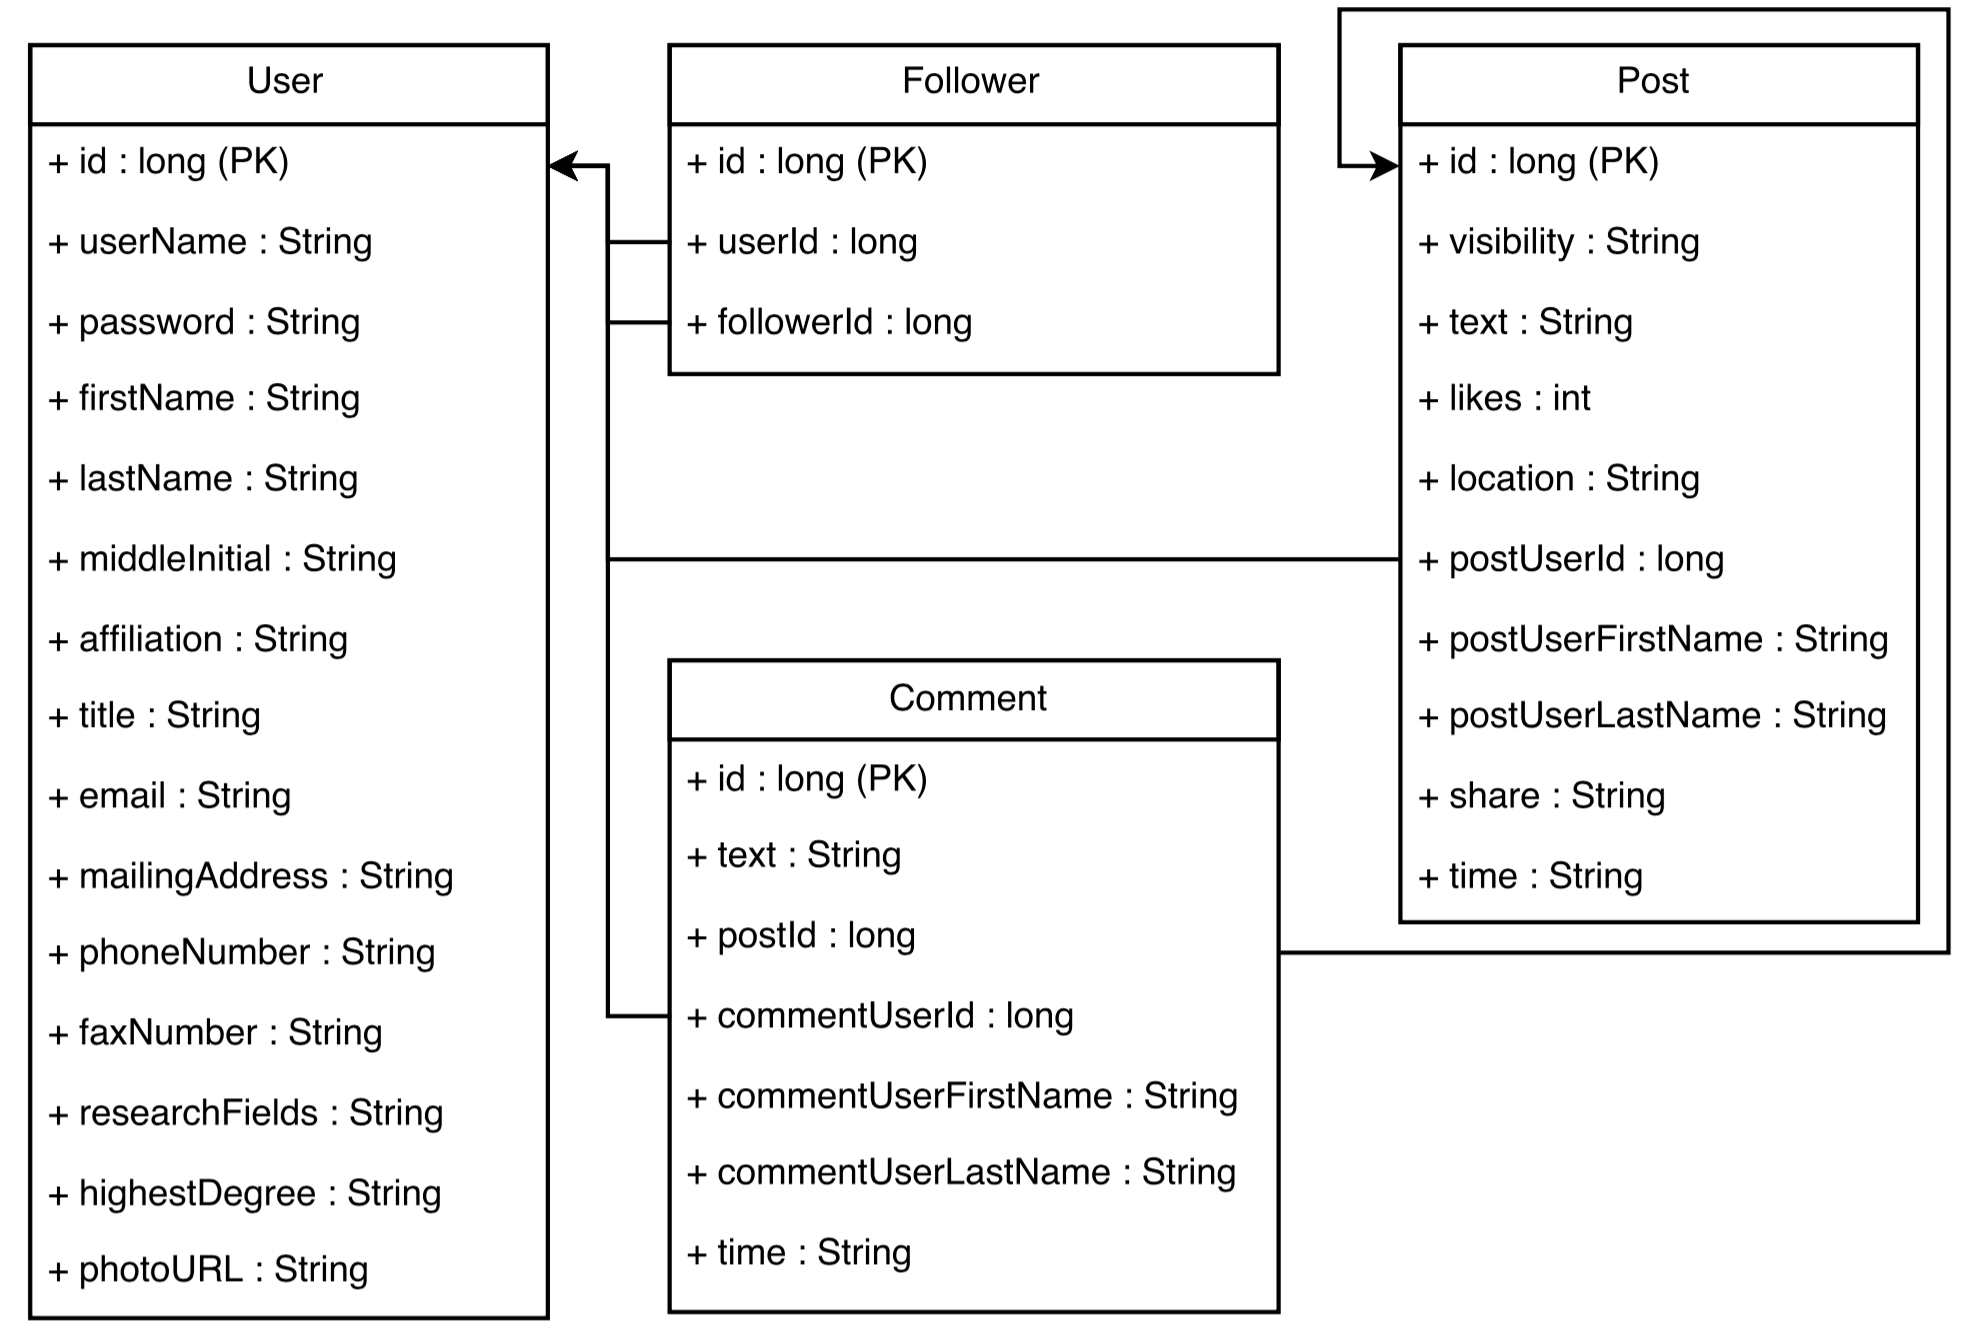 User
+ id : long (PK)
+ userName : String
+ password : String
+ firstName : String
+ lastName : String
+ middleInitial : String
+ affiliation : String
+ title : String
+ email : String
+ mailingAddress : String
+ phoneNumber : String
+ faxNumber : String
+ researchFields : String
+ highestDegree : String
+ photoURL : String
Follower
+ id : long (PK)
+ userId : long
+ followerId : long
Comment
+ id : long (PK)
+ text : String
+ postId : long
+ commentUserId : long
+ commentUserFirstName : String
+ commentUserLastName : String
+ time : String
Post
+ id : long (PK)
+ visibility : String
+ text : String
+ likes : int
+ location : String
+ postUserId : long
+ postUserFirstName : String
+ postUserLastName : String
+ share : String
+ time : String